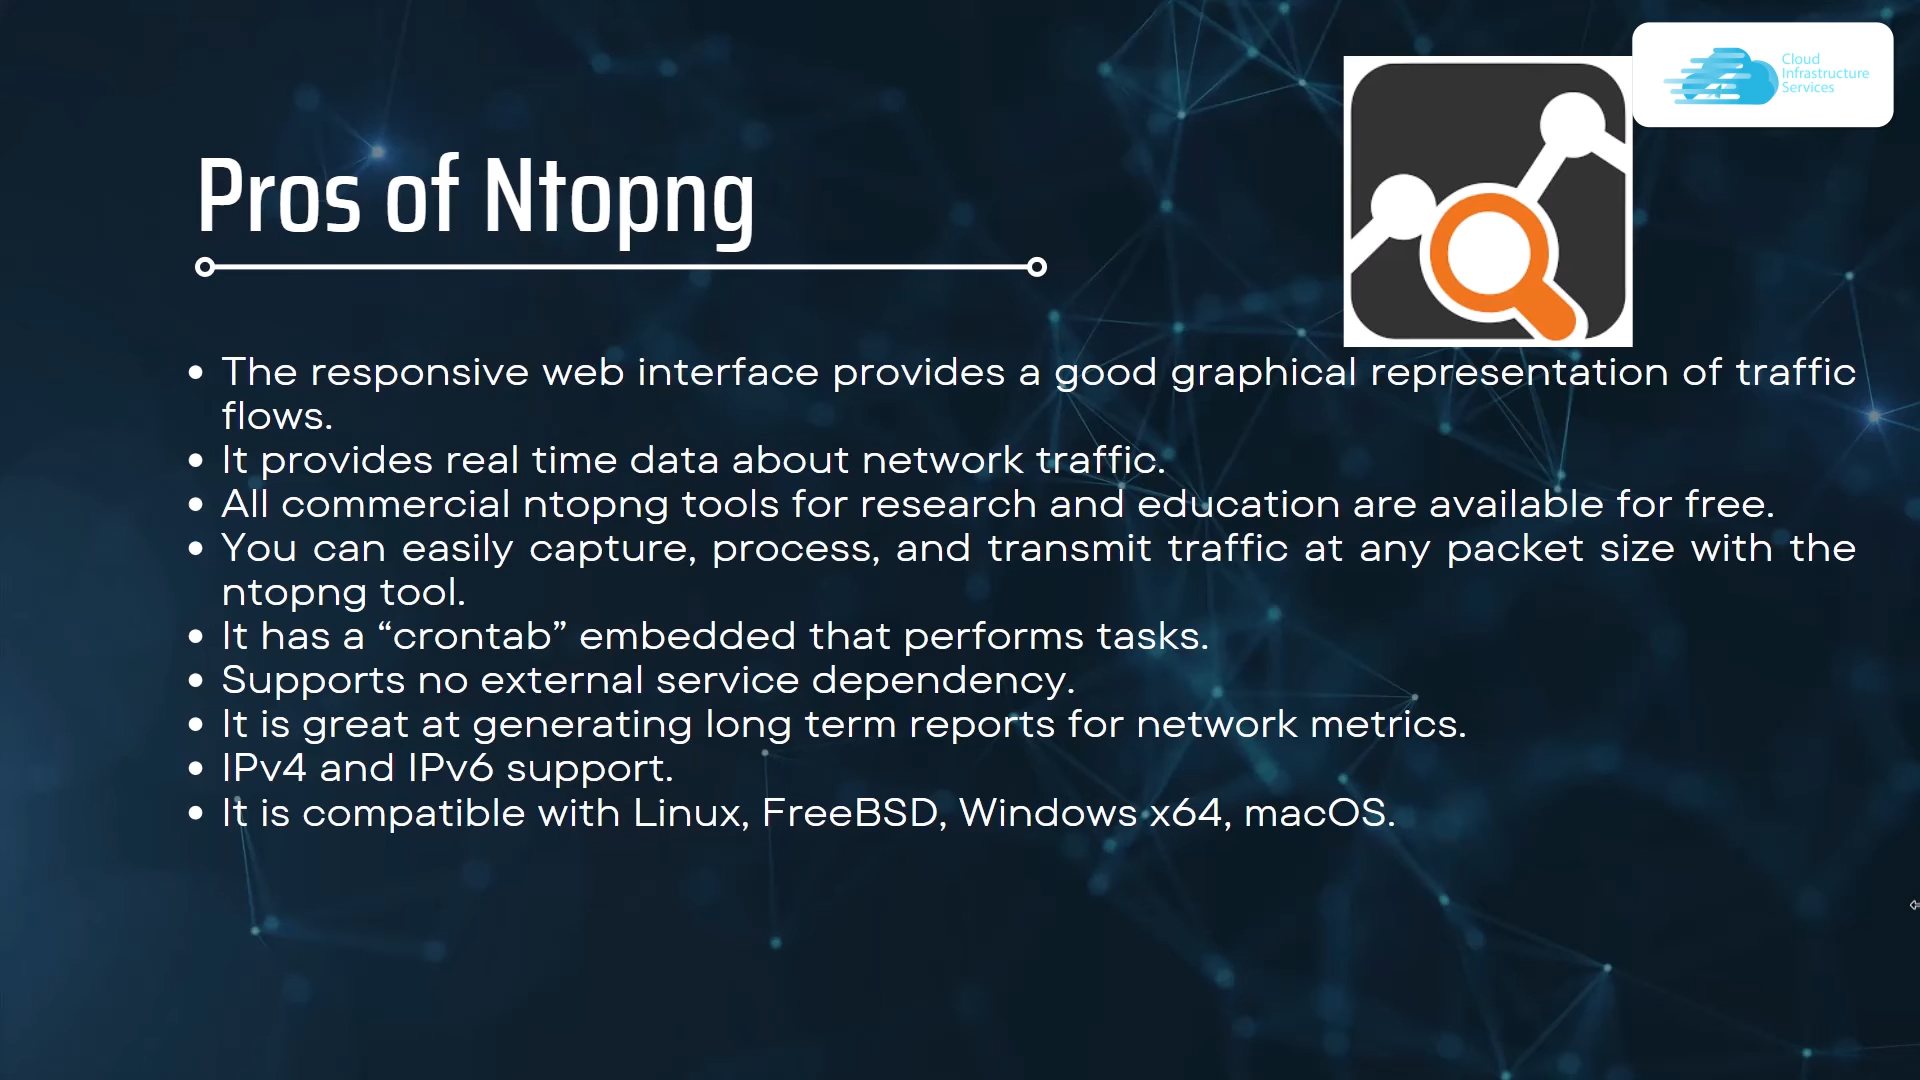 Cloud
Infrastructure
Services
Pros of Ntopng
• The responsive web interface provides a good graphical representation of traffic
flows.
• It provides real time data about network traffic.
• All commercial ntopng tools for research and education are available for free.
• You can easily capture, process, and transmit traffic at any packet size with the
ntopng tool.
• It has a “crontab” embedded that performs tasks.
• Supports no external service dependency.
• It is great at generating long term reports for network metrics.
• IPv4 and IPv6 support.
• It is compatible with Linux, FreeBSD, Windows x64, macOS.